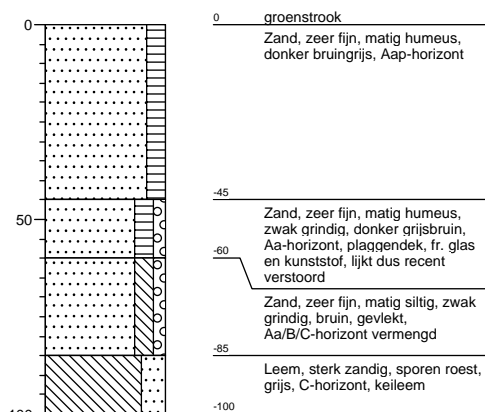 0
groenstrook
0
Zand, zeer fijn, matig humeus,
donker bruingrijs, Aap-horizont
-45
50
Zand, zeer fijn, matig humeus,
zwak grindig, donker grijsbruin,
Aa-horizont, plaggendek, fr. glas
en kunststof, lijkt dus recent
verstoord
-60
Zand, zeer fijn, matig siltig, zwak
grindig, bruin, gevlekt,
Aa/B/C-horizont vermengd
-85
Leem, sterk zandig, sporen roest,
grijs, C-horizont, keileem
-100
100